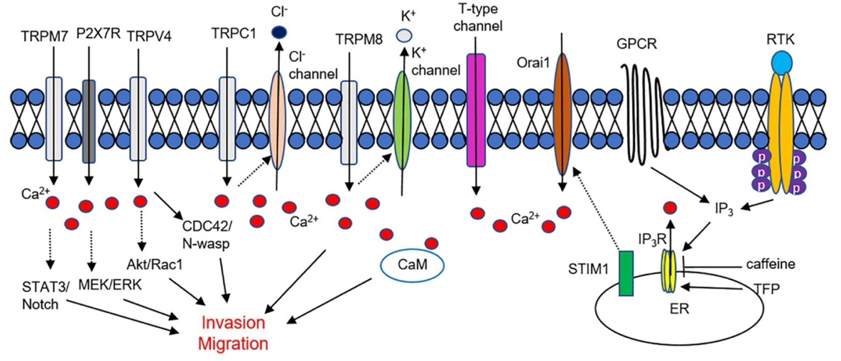 TRPM7
P2X7R
TRPV4
TRPC1
Cl-
Cl-
channel
TRPM8
K+
K+
channel
T-type
channel
Orai1
GPCR
RTK
p p
p p
p p
Ca2+
CDC42/
N-wasp
Ca2+
Ca2+
IP3
Akt/Rac1
STAT3/
Notch
MEK/ERK
CaM
STIM1
IP3R
caffeine
TFP
ER
Invasion
Migration